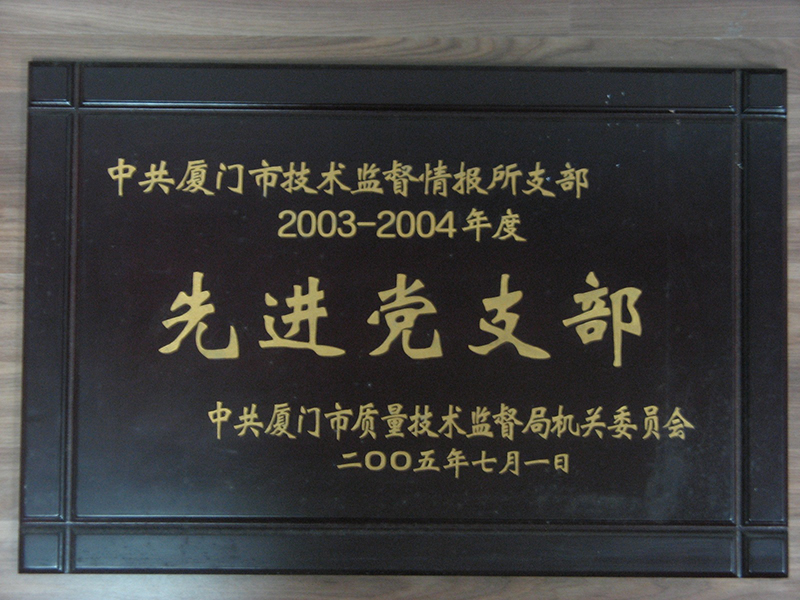 中共厦门市技术监督情报所支部
2003-2004年度
先进党支部
中共厦门市质量技术监督局机关委员会
二〇〇五年七月一日